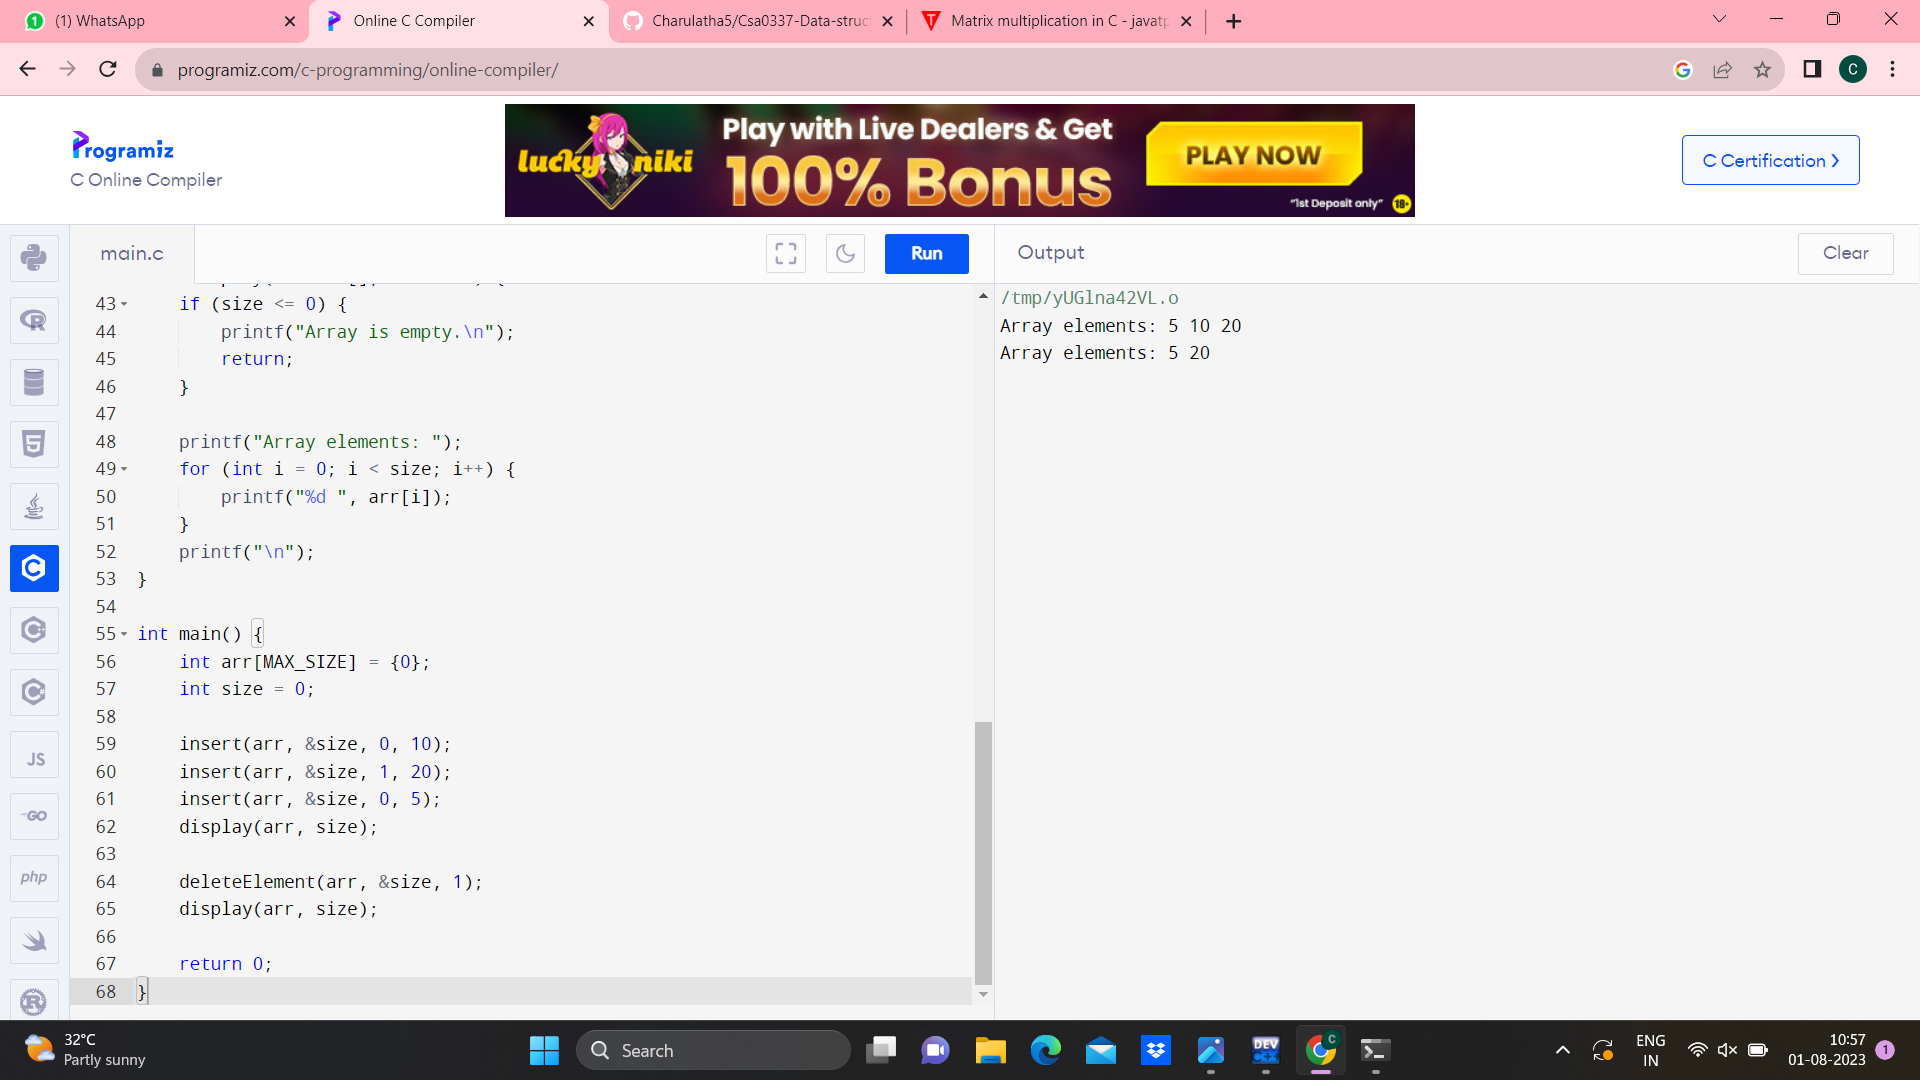 (1) WhatsApp
Online C Compiler
Charulatha5/Csa0337-Data-struc
Matrix multiplication in C - javatp
programiz.com/c-programming/online-compiler/
C
Programiz
C Online Compiler
lucky niki
Play with Live Dealers & Get
100% Bonus
PLAY NOW
"1st Deposit only"
18+
C Certification
main.c
Run
Output
Clear
43 if (size <= 0) {
44 printf("Array is empty.\n");
45 return;
46 }
47
48 printf("Array elements: ");
49 for (int i = 0; i < size; i++) {
50 printf("%d ", arr[i]);
51 }
52 printf("\n");
53 }
54
55 int main() {
56 int arr[MAX_SIZE] = {0};
57 int size = 0;
58
59 insert(arr, &size, 0, 10);
60 insert(arr, &size, 1, 20);
61 insert(arr, &size, 0, 5);
62 display(arr, size);
63
64 deleteElement(arr, &size, 1);
65 display(arr, size);
66
67 return 0;
68 }
/tmp/yUGlna42VL.o
Array elements: 5 10 20
Array elements: 5 20
JS
GO
php
32°C
Partly sunny
Search
DEV
C++
C
ENG
IN
10:57
01-08-2023
1